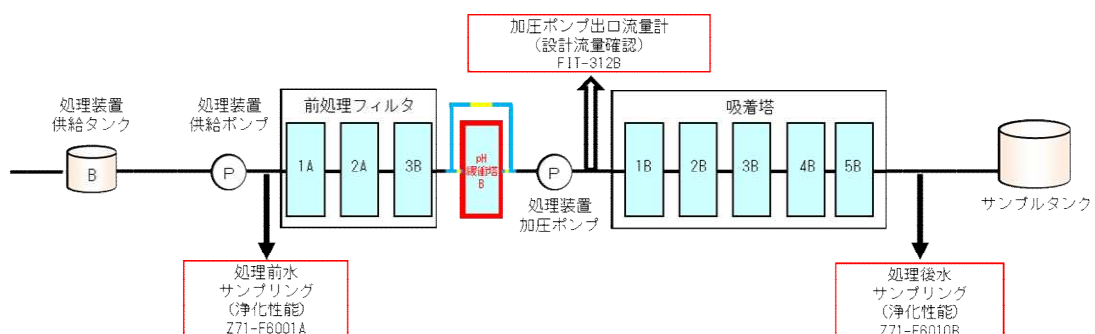 加圧ポンプ出口流量計
(設計流量確認)
FIT-312B
処理装置
供給タンク
B
処理装置
供給ポンプ
P
前処理フィルタ
1A
2A
3B
pH
緩衝塔
B
P
処理装置
加圧ポンプ
吸着塔
1B
2B
3B
4B
5B
サンプルタンク
処理前水
サンプリング
(浄化性能)
Z71-F6001A
処理後水
サンプリング
(浄化性能)
Z71-F6010B